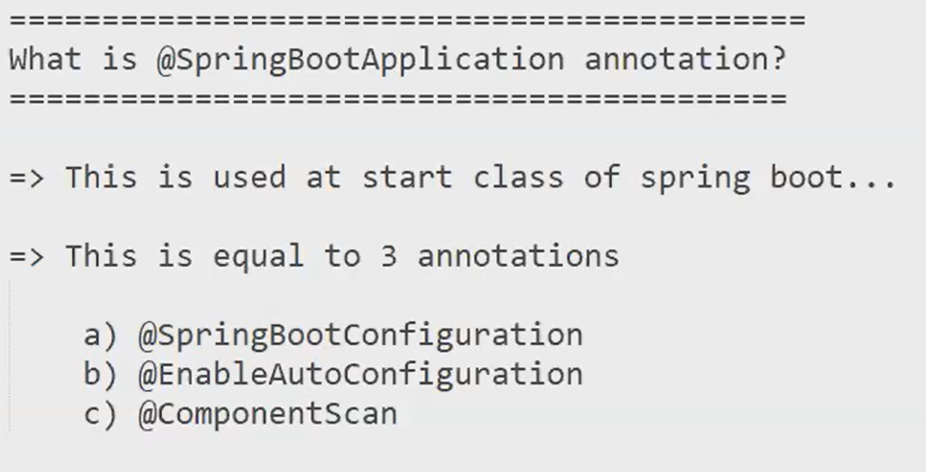 ===========================================
What is @SpringBootApplication annotation?
==========================================
=> This is used at start class of spring boot...
=> This is equal to 3 annotations
a) @SpringBootConfiguration
b) @EnableAutoConfiguration
c) @ComponentScan